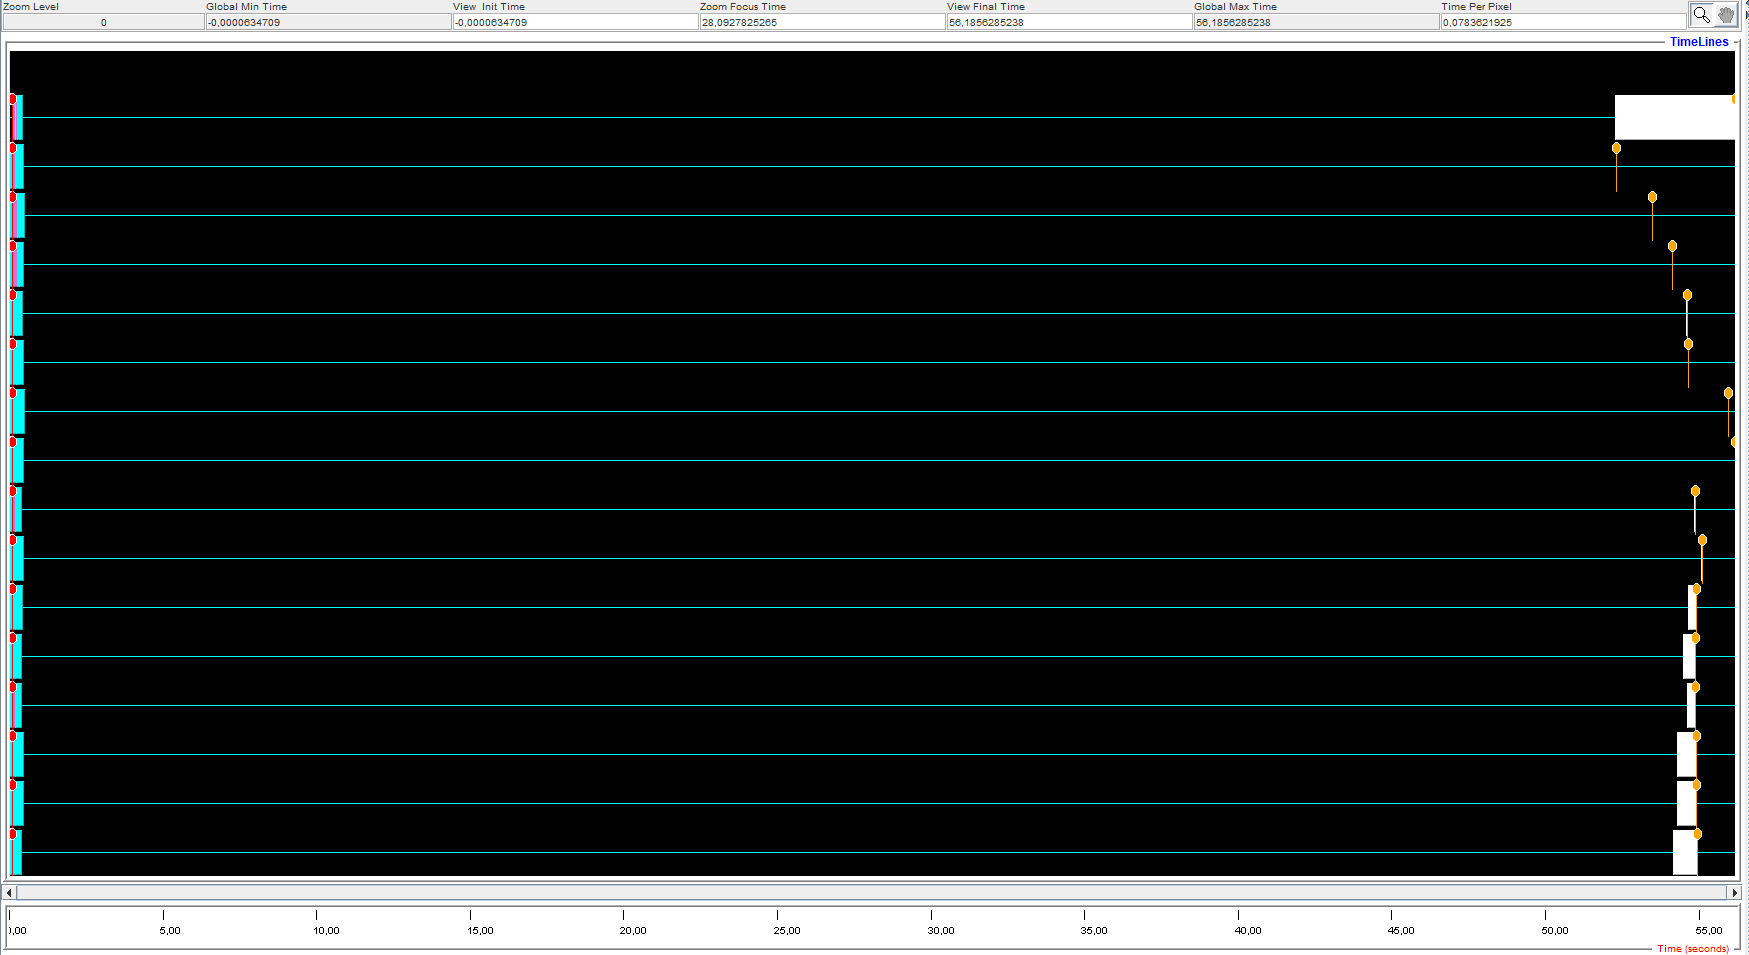 Zoom Level Global Min Time View Init Time Zoom Focus Time View Final Time Global Max Time Time Per Pixel
0 -0,0000634709 -0,0000634709 28,0927825265 56,1856285238 56,1856285238 0,0783621925
TimeLines
),00 5,00 10,00 15,00 20,00 25,00 30,00 35,00 40,00 45,00 50,00 55,00
Time (seconds)